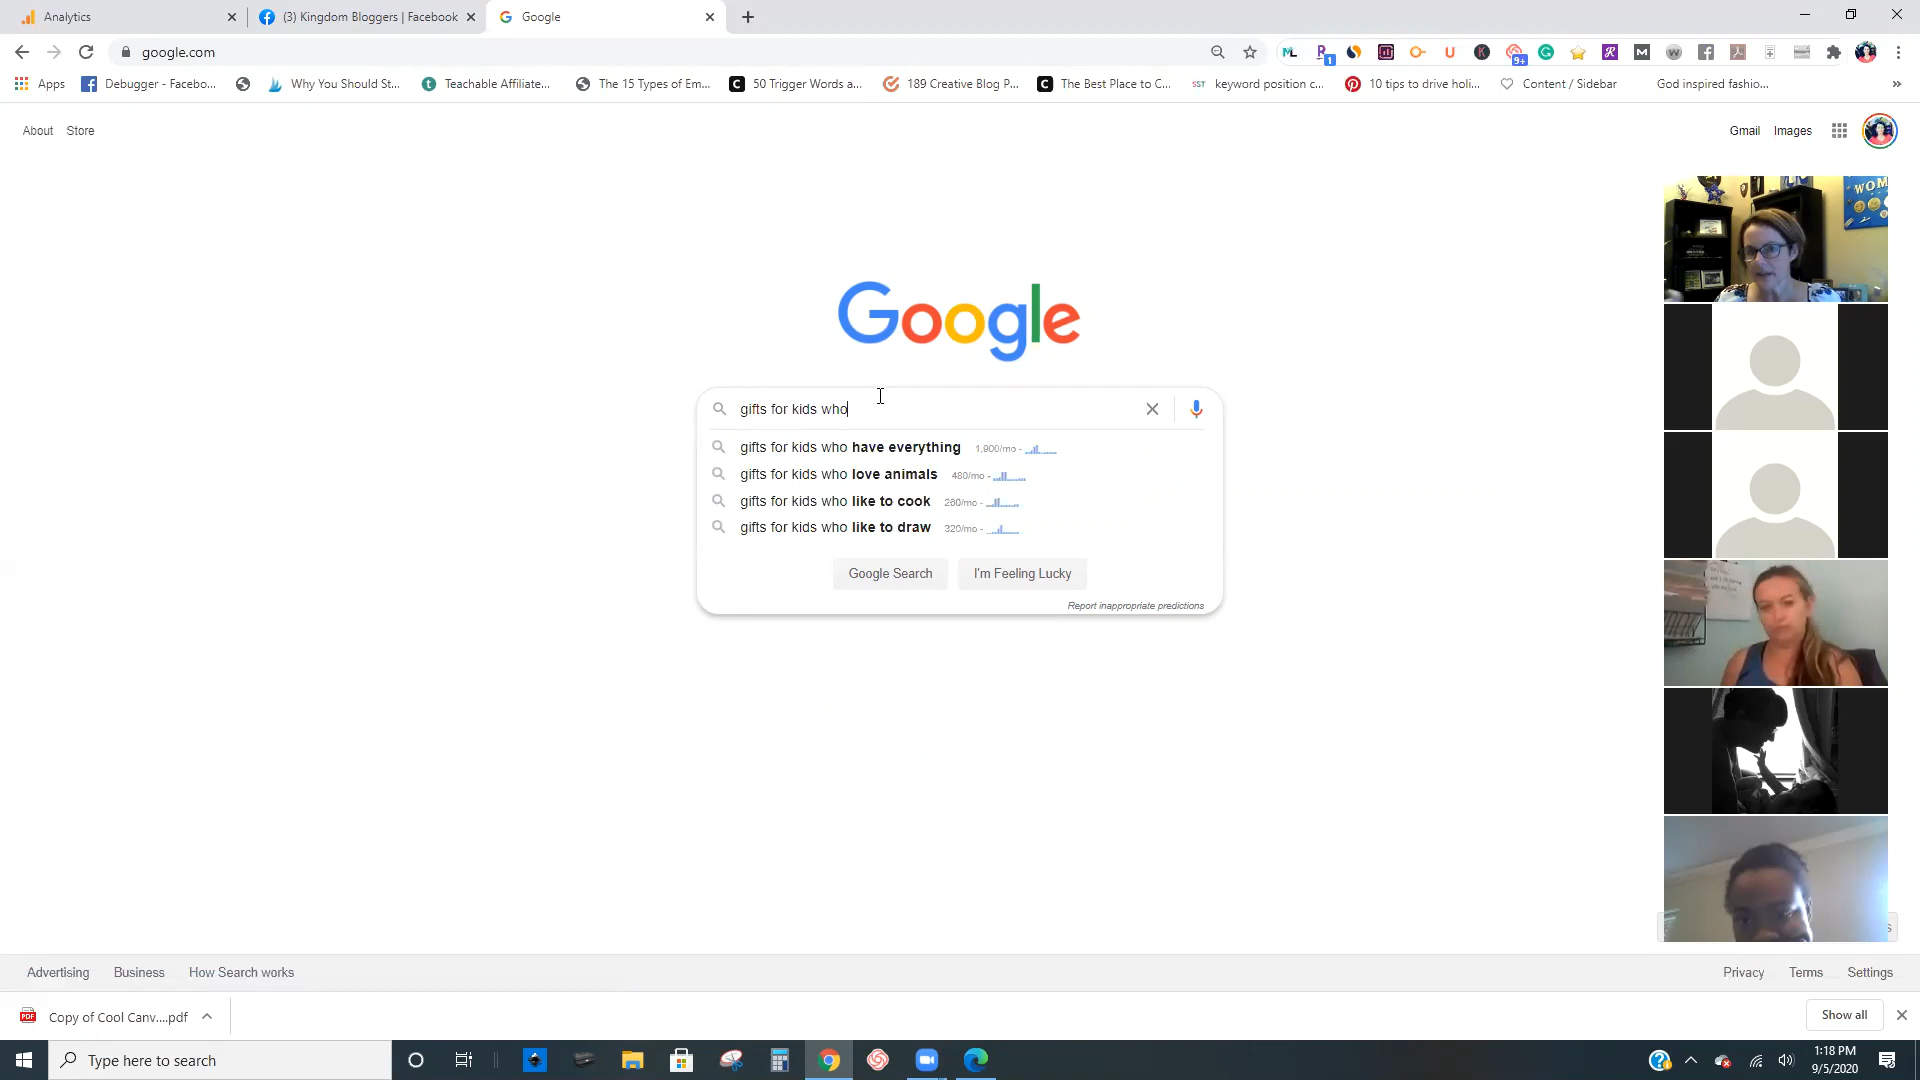 Analytics
(3) Kingdom Bloggers | Facebook
Google
google.com
1
9+
Apps
Debugger - Facebo...
Why You Should St...
Teachable Affiliate...
The 15 Types of Em...
50 Trigger Words a...
189 Creative Blog P...
The Best Place to C...
SST
keyword position c...
10 tips to drive holi...
Content / Sidebar
God inspired fashio...
About Store
Gmail Images
WOM
Google
gifts for kids who
gifts for kids who have everything 1,900/mo -
gifts for kids who love animals 480/mo -
gifts for kids who like to cook 260/mo -
gifts for kids who like to draw 320/mo -
Google Search
I'm Feeling Lucky
Report inappropriate predictions
Advertising Business How Search works
Privacy Terms Settings
PDF
Copy of Cool Canv....pdf
Show all
Type here to search
1:18 PM
9/5/2020